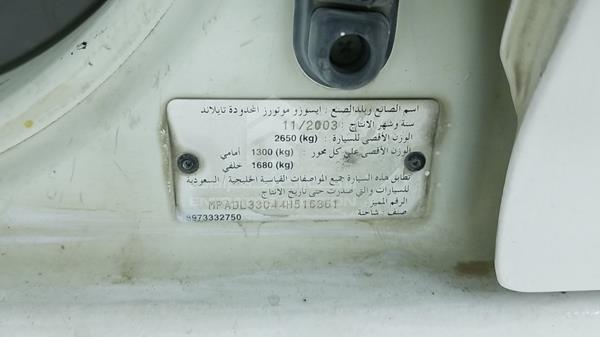 اسم الصانع وبلد الصنع : ايسوزو موتورز المحدودة تايلاند
سنة وشهر الانتاج : 11/2003
الوزن الأقصى للسيارة : 2650 (kg)
الوزن الأقصى على كل محور : 1300 (kg) أمامي
1680 (kg) خلفي
تطابق هذه السيارة جميع المواصفات القياسية الخليجية / السعودية
للسيارات والتي صدرت حتى تاريخ الانتاج
الرقم المميز : MPADL33C44H516361
صنف : شاحنة
8973332750